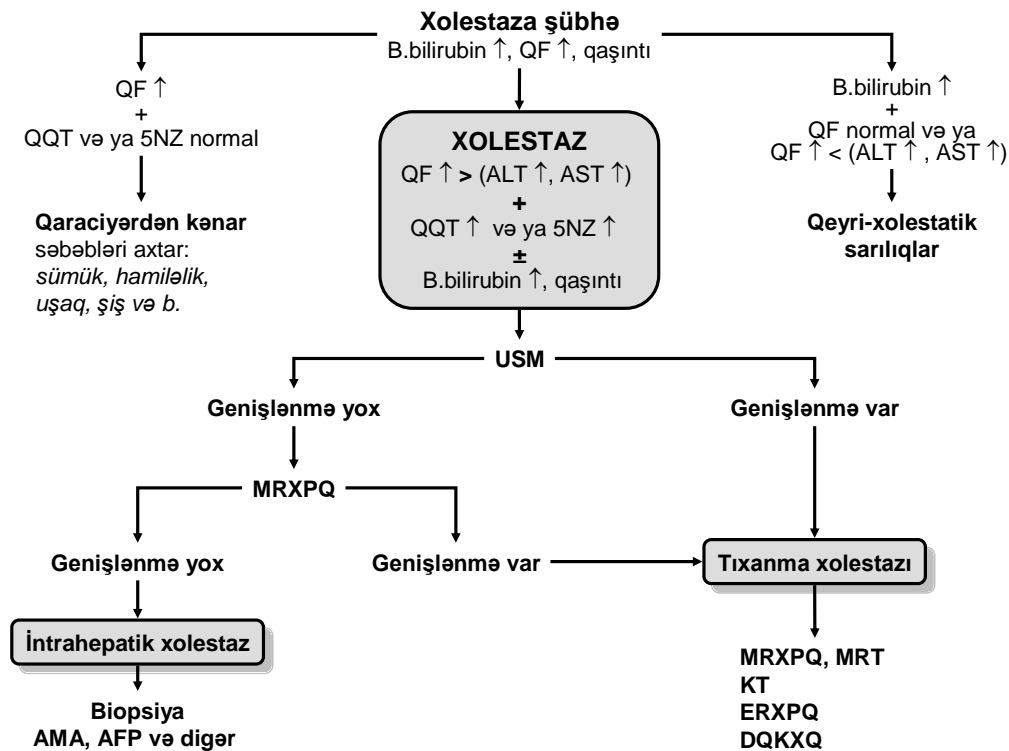 Xolestaza şübhə
B.bilirubin ↑, QF ↑, qaşıntı
QF ↑
+
QQT və ya 5NZ normal
Qaraciyərdən kənar
səbəbləri axtar:
sümük, hamiləlik,
uşaq, şiş və b.
XOLESTAZ
QF ↑ > (ALT ↑, AST ↑)
+
QQT ↑ və ya 5NZ ↑
±
B.bilirubin ↑, qaşıntı
B.bilirubin ↑
+
QF normal və ya
QF ↑ < (ALT ↑ , AST ↑)
Qeyri-xolestatik
sarılıqlar
USM
Genişlənmə yox
Genişlənmə var
MRXPQ
Genişlənmə yox
Genişlənmə var
Tıxanma xolestazı
İntrahepatik xolestaz
Biopsiya
AMA, AFP və digər
MRXPQ, MRT
KT
ERXPQ
DQKXQ